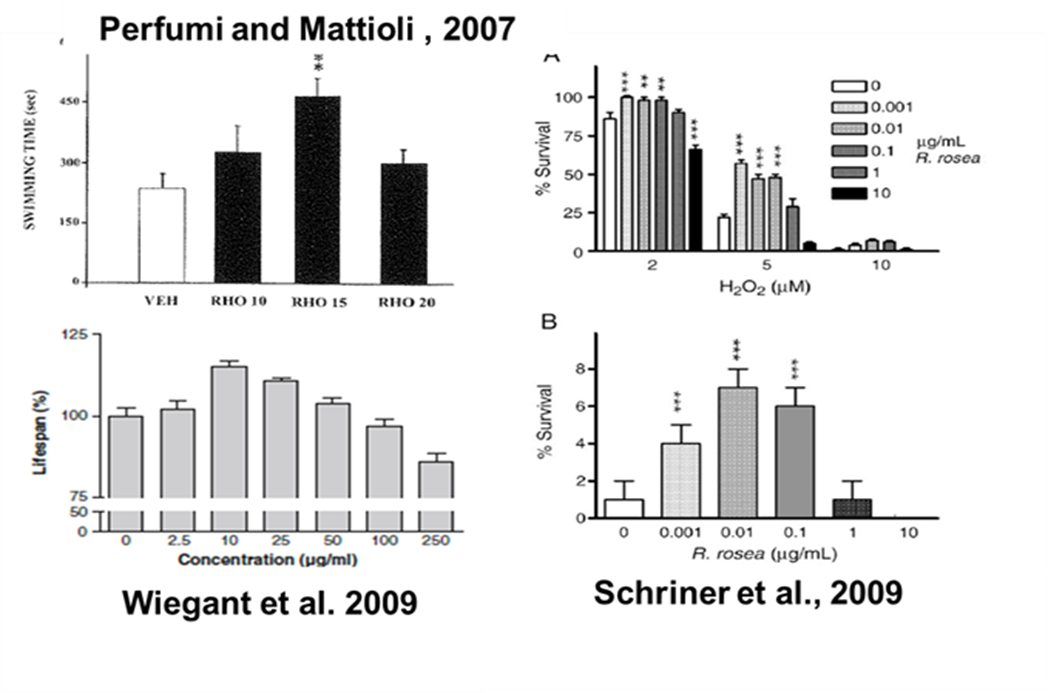 Perfumi and Mattioli , 2007
SWIMMING TIME (sec)
450
300
150
0
**
VEH RHO 10 RHO 15 RHO 20
Lifespan (%)
125
100
75
50
0
0 2.5 10 25 50 100 250
Concentration (µg/ml)
Wiegant et al. 2009
A
% Survival
100
75
50
25
0
*** ** ** ***
*** *** ***
0
0.001
0.01
0.1
1
10
µg/mL
R. rosea
2 5 10
H₂O₂ (µM)
B
% Survival
8
6
4
2
0
*** *** ***
0 0.001 0.01 0.1 1 10
R. rosea (µg/mL)
Schriner et al., 2009